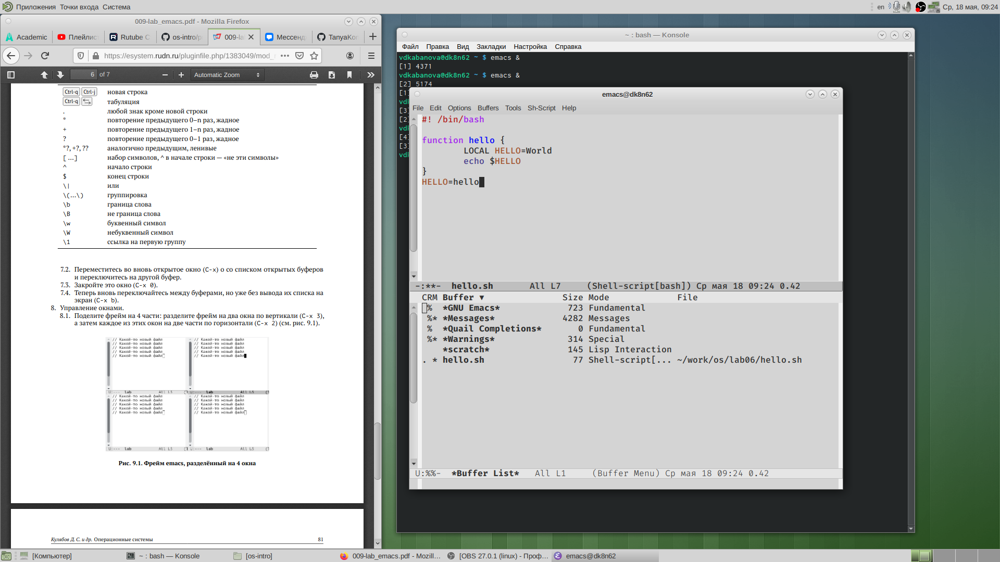 Приложения Точки входа Система
en
Ср, 18 мая, 09:24
009-lab_emacs.pdf - Mozilla Firefox
Academic
Плейлис
Rutube
os-intro/p
009-la
Мессенд
TanyaKo
https://esystem.rudn.ru/pluginfile.php/1383049/mod_
6 of 7
Automatic Zoom
Ctrl-q Ctrl-j новая строка
Ctrl-q табуляция
. любой знак кроме новой строки
* повторение предыдущего 0–n раз, жадное
+ повторение предыдущего 1–n раз, жадное
? повторение предыдущего 0–1 раз, жадное
*?, +?, ?? аналогично предыдущим, ленивые
[ …] набор символов, ^ в начале строки — «не эти символы»
^ начало строки
$ конец строки
\| или
\(…\) группировка
\b граница слова
\B не граница слова
\w буквенный символ
\W небуквенный символ
\1 ссылка на первую группу
7.2. Переместитесь во вновь открытое окно (C-x) o со списком открытых буферов
и переключитесь на другой буфер.
7.3. Закройте это окно (C-x 0).
7.4. Теперь вновь переключайтесь между буферами, но уже без вывода их списка на
экран (C-x b).
8. Управление окнами.
8.1. Поделите фрейм на 4 части: разделите фрейм на два окна по вертикали (C-x 3),
а затем каждое из этих окон на две части по горизонтали (C-x 2) (см. рис. 9.1).
// Какой-то новый файл // Какой-то новый файл
// Какой-то новый файл // Какой-то новый файл
// Какой-то новый файл // Какой-то новый файл
// Какой-то новый файл // Какой-то новый файл
// Какой-то новый файл // Какой-то новый файл
U:--- lab All L5 (T U:--- lab All L5 (T
// Какой-то новый файл // Какой-то новый файл
// Какой-то новый файл // Какой-то новый файл
// Какой-то новый файл // Какой-то новый файл
// Какой-то новый файл // Какой-то новый файл
// Какой-то новый файл // Какой-то новый файл
U:--- lab All L5 (T U:--- lab All L5 (T
Рис. 9.1. Фрейм emacs, разделённый на 4 окна
Кулябов Д. С. и др. Операционные системы 81
~ : bash — Konsole
Файл Правка Вид Закладки Настройка Справка
vdkabanova@dk8n62 ~ $ emacs &
[1] 4371
vdkabanova@dk8n62 ~ $ emacs &
[2] 5174
[1]
vdk
[3]
[2]
vdk
[4]
[3]
vdk
emacs@dk8n62
File Edit Options Buffers Tools Sh-Script Help
#! /bin/bash
function hello {
LOCAL HELLO=World
echo $HELLO
}
HELLO=hello
-:**- hello.sh All L7 (Shell-script[bash]) Ср мая 18 09:24 0.42
CRM Buffer ▼ Size Mode File
% *GNU Emacs* 723 Fundamental
%* *Messages* 4282 Messages
% *Quail Completions* 0 Fundamental
%* *Warnings* 314 Special
*scratch* 145 Lisp Interaction
. * hello.sh 77 Shell-script[... ~/work/os/lab06/hello.sh
U:%%- *Buffer List* All L1 (Buffer Menu) Ср мая 18 09:24 0.42
[Компьютер]
~ : bash — Konsole
[os-intro]
009-lab_emacs.pdf - Mozill...
[OBS 27.0.1 (linux) - Проф...
emacs@dk8n62